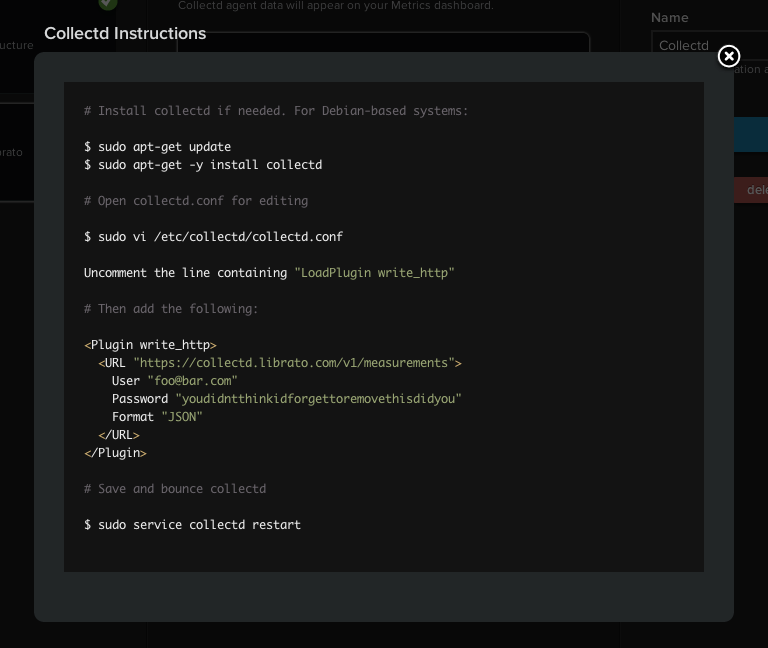 Collectd agent data will appear on your Metrics dashboard.
Name
Collectd Instructions
ucture
Collectd
ation a
# Install collectd if needed. For Debian-based systems:
$ sudo apt-get update
$ sudo apt-get -y install collectd
rato
dele
# Open collectd.conf for editing
$ sudo vi /etc/collectd/collectd.conf
Uncomment the line containing "LoadPlugin write_http"
# Then add the following:
<Plugin write_http>
<URL "https://collectd.librato.com/v1/measurements">
User "foo@bar.com"
Password "youdidntthinkidforgettoremovethisdidyou"
Format "JSON"
</URL>
</Plugin>
# Save and bounce collectd
$ sudo service collectd restart